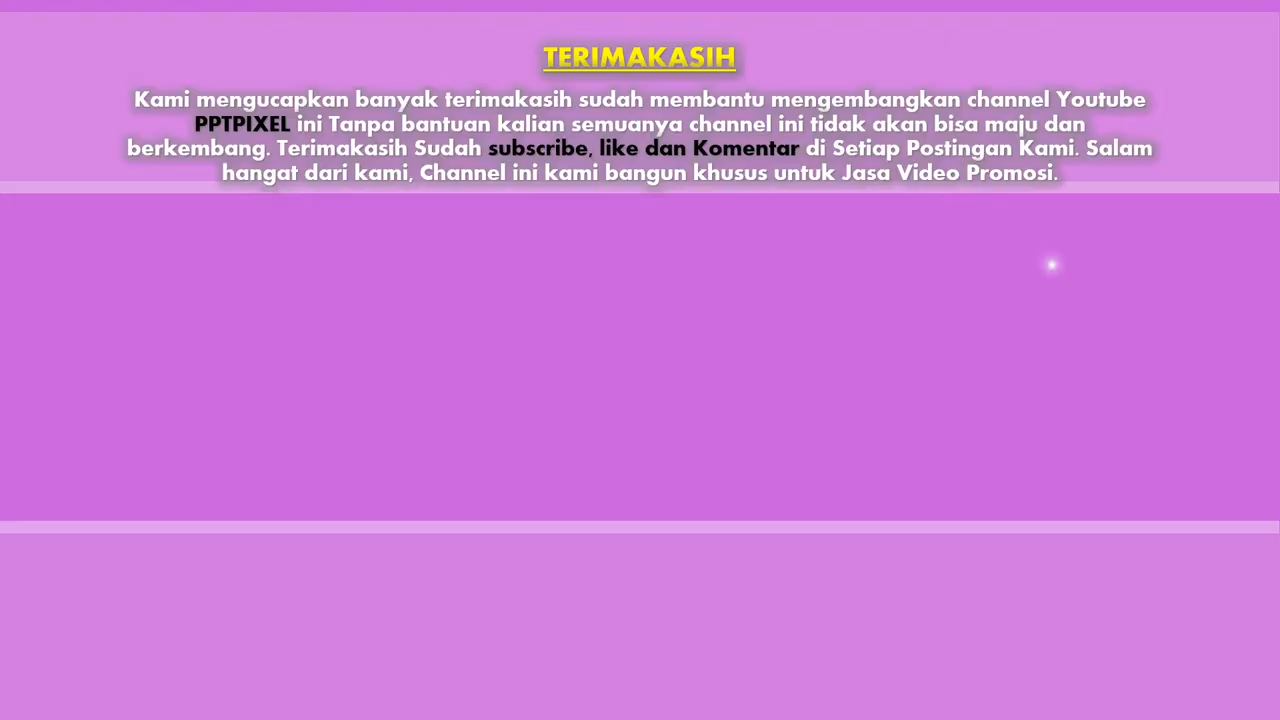 TERIMAKASIH
Kami mengucapkan banyak terimakasih sudah membantu mengembangkan channel Youtube
PPTPIXEL ini Tanpa bantuan kalian semuanya channel ini tidak akan bisa maju dan
berkembang. Terimakasih Sudah subscribe, like dan Komentar di Setiap Postingan Kami. Salam
hangat dari kami, Channel ini kami bangun khusus untuk Jasa Video Promosi.